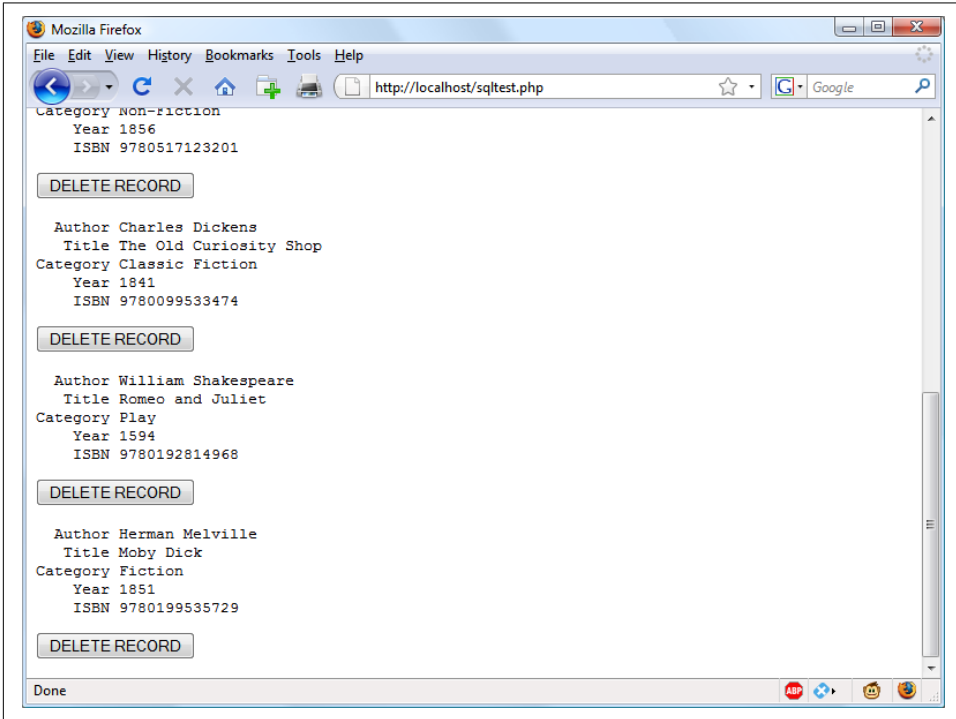 Mozilla Firefox
File Edit View History Bookmarks Tools Help
http://localhost/sqltest.php
G Google
Category Non-Fiction
Year 1856
ISBN 9780517123201
DELETE RECORD
Author Charles Dickens
Title The Old Curiosity Shop
Category Classic Fiction
Year 1841
ISBN 9780099533474
DELETE RECORD
Author William Shakespeare
Title Romeo and Juliet
Category Play
Year 1594
ISBN 9780192814968
DELETE RECORD
Author Herman Melville
Title Moby Dick
Category Fiction
Year 1851
ISBN 9780199535729
DELETE RECORD
Done
ABP